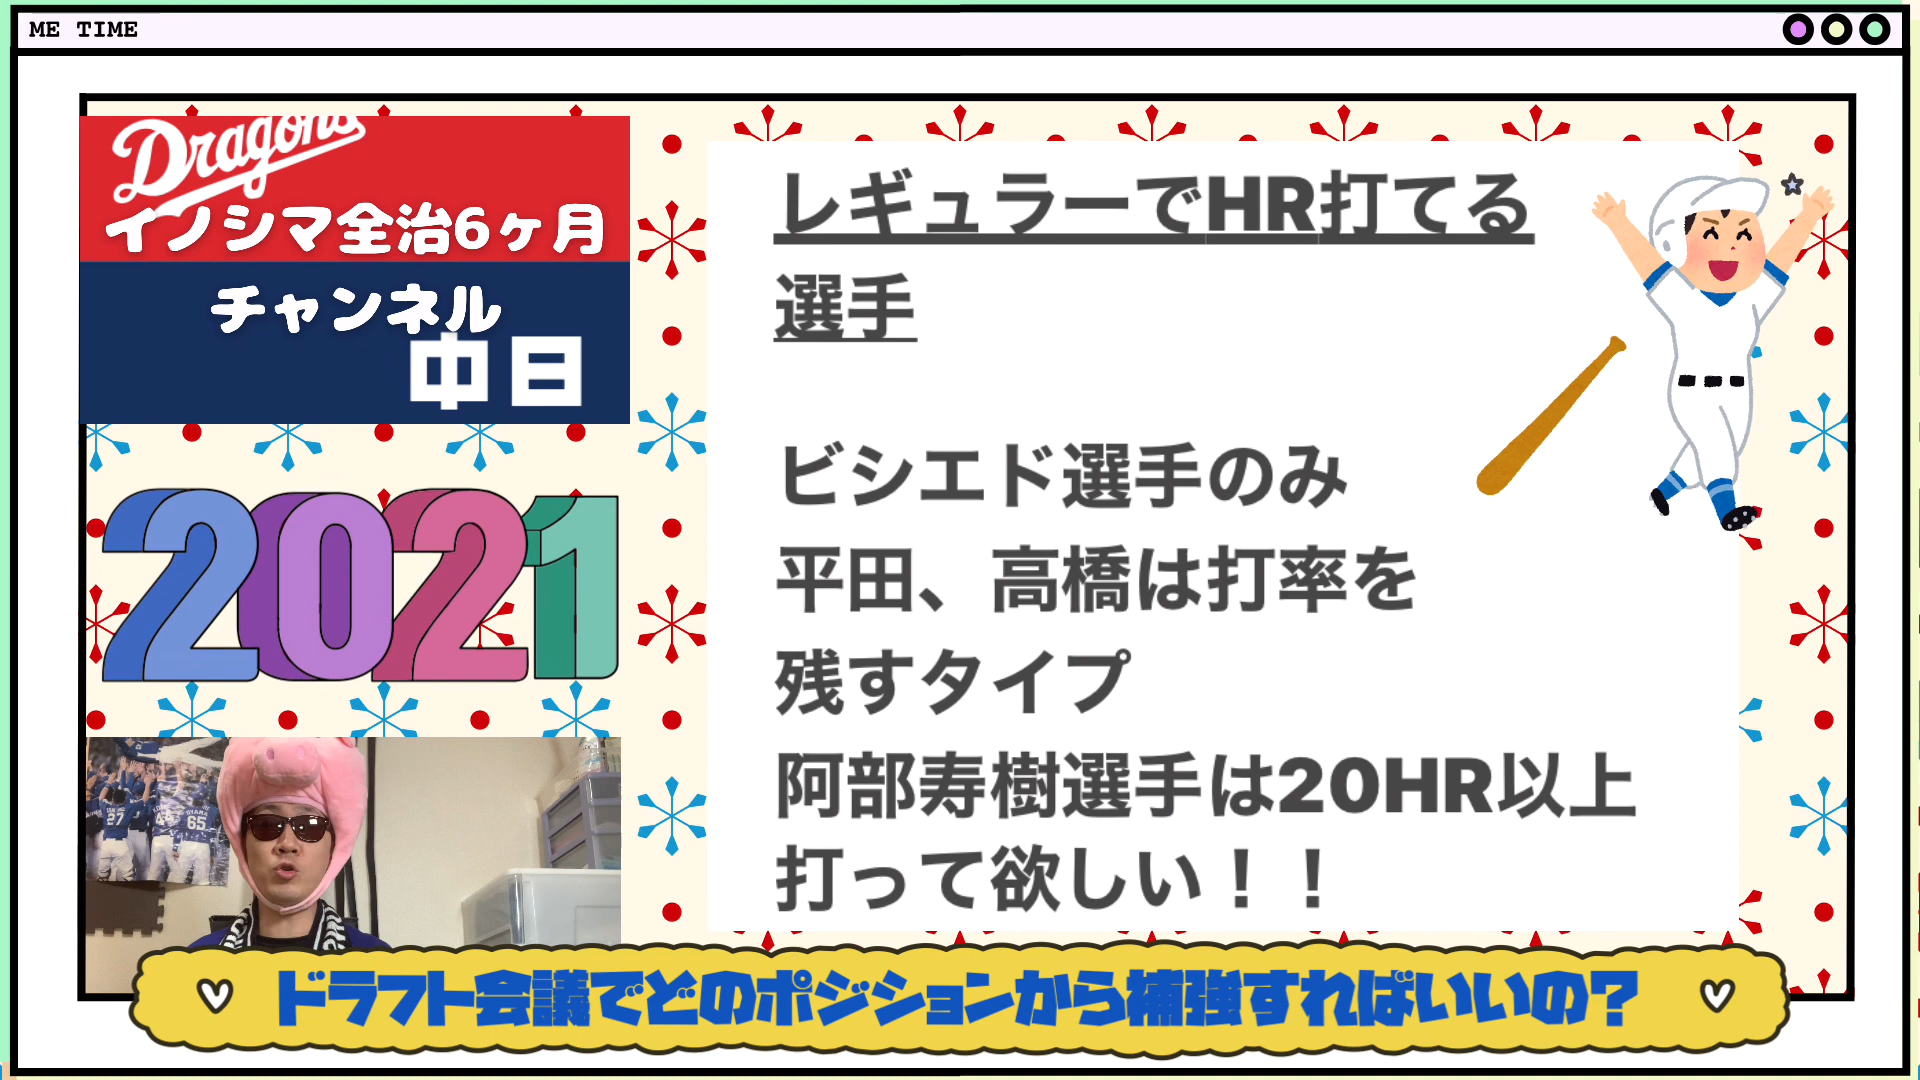 ME TIME
Dragons
イノシマ全治6ヶ月
チャンネル
中日
2021
レギュラーでHR打てる
選手
ビシエド選手のみ
平田、高橋は打率を
残すタイプ
阿部寿樹選手は20HR以上
打って欲しい！！
27
65
ドラフト会議でどのポジションから補強すればいいの？